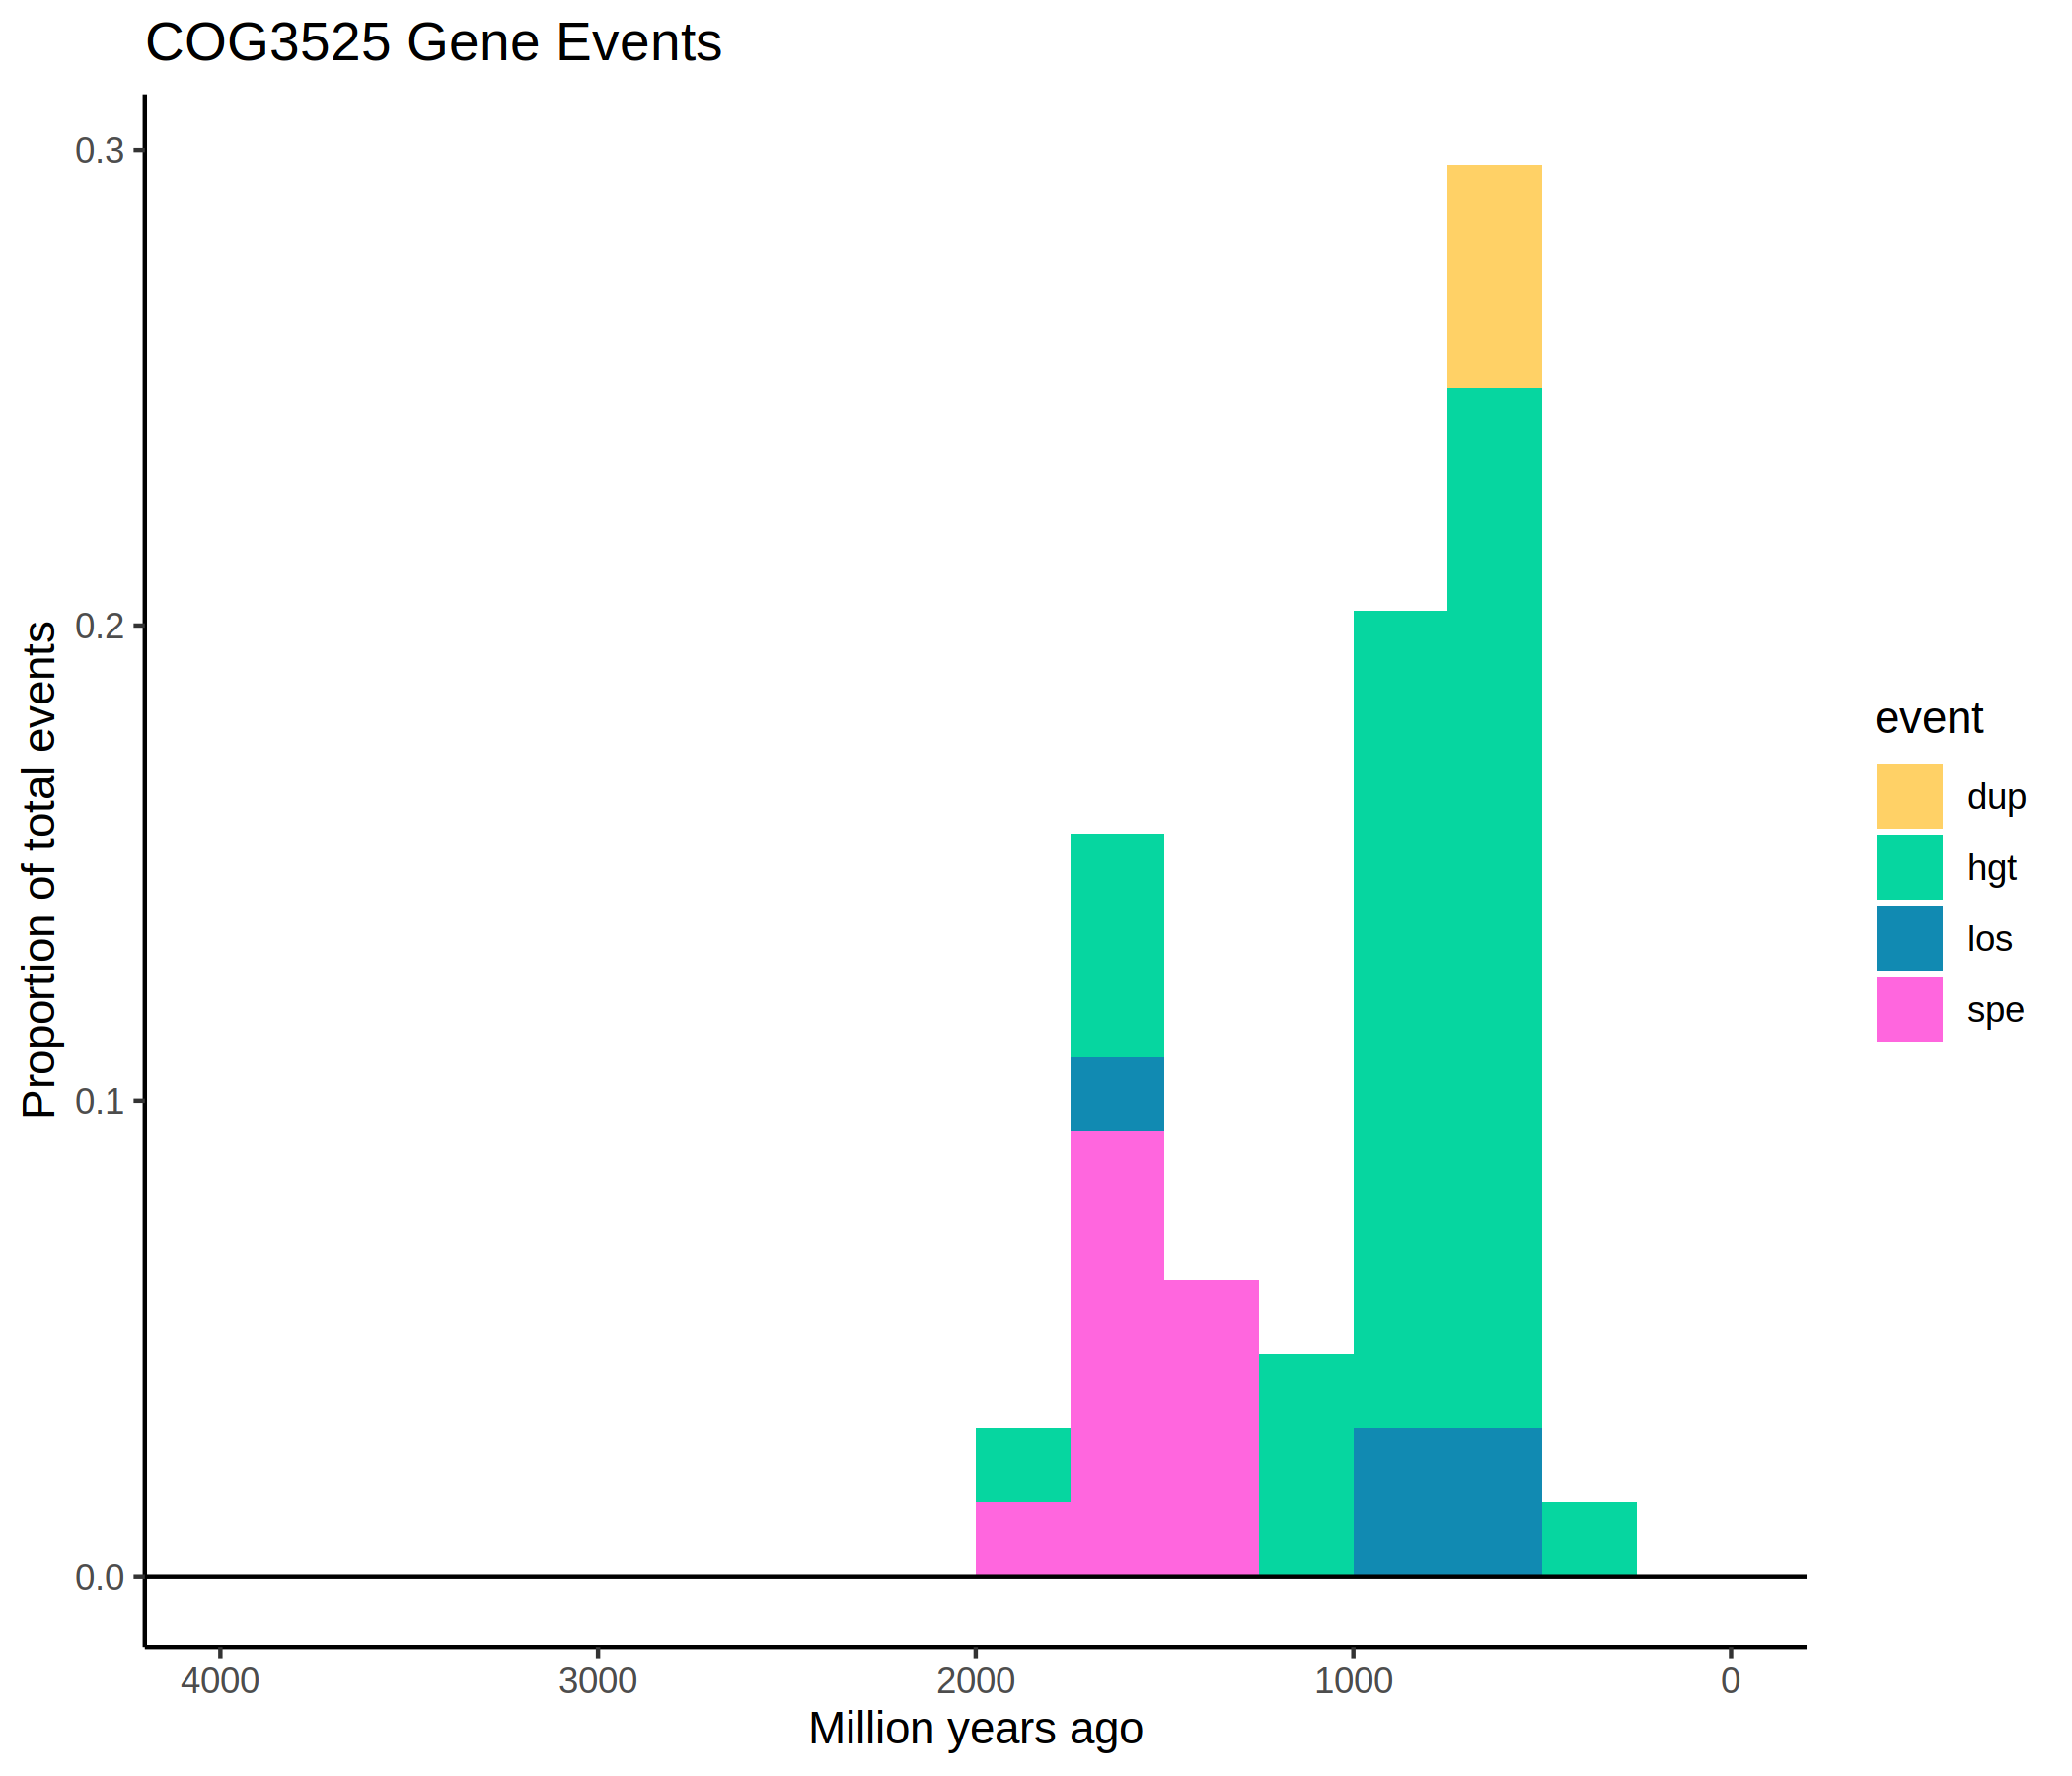 COG3525 Gene Events
Proportion of total events
0.3
0.2
0.1
0.0
4000 3000 2000 1000 0
Million years ago
event
dup
hgt
los
spe